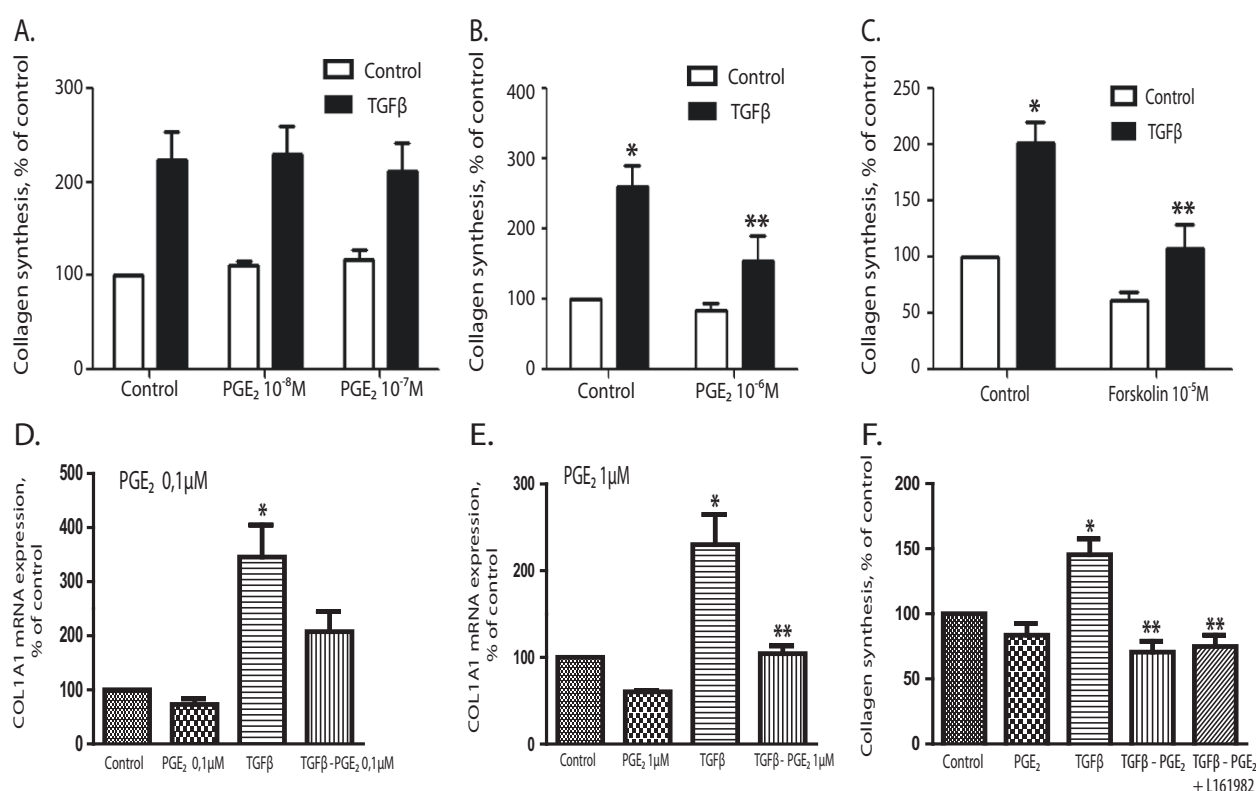 A.
Collagen synthesis, % of control
300
200
100
0
Control
TGFβ
Control
PGE₂ 10⁻⁸M
PGE₂ 10⁻⁷M
B.
Collagen synthesis, % of control
400
300
200
100
0
Control
TGFβ
*
**
Control
PGE₂ 10⁻⁶M
C.
Collagen synthesis, % of control
250
200
150
100
50
0
Control
TGFβ
*
**
Control
Forskolin 10⁻⁵M
D.
COL1A1 mRNA expression,
% of control
500
400
300
200
100
0
PGE₂ 0,1µM
*
Control
PGE₂ 0,1µM
TGFβ
TGFβ-PGE₂ 0,1µM
E.
COL1A1 mRNA expression,
% of control
300
200
100
0
PGE₂ 1µM
*
**
Control
PGE₂ 1µM
TGFβ
TGFβ- PGE₂ 1µM
F.
Collagen synthesis, % of control
200
150
100
50
0
*
**
**
Control
PGE₂
TGFβ
TGFβ - PGE₂
TGFβ - PGE₂
+ L161982